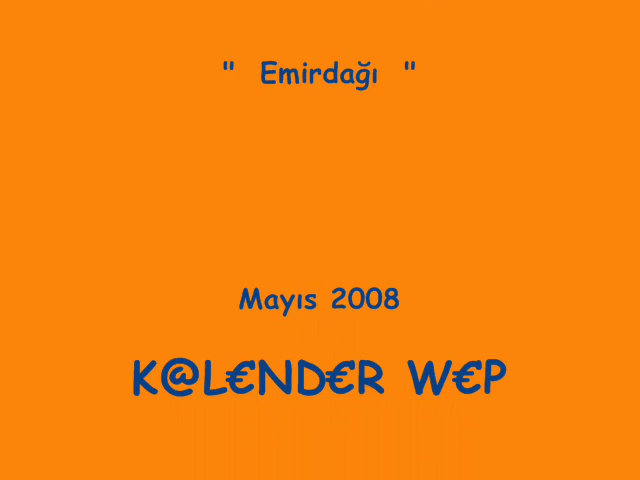 " Emirdağı "
Mayıs 2008
K@L€ND€R W€P